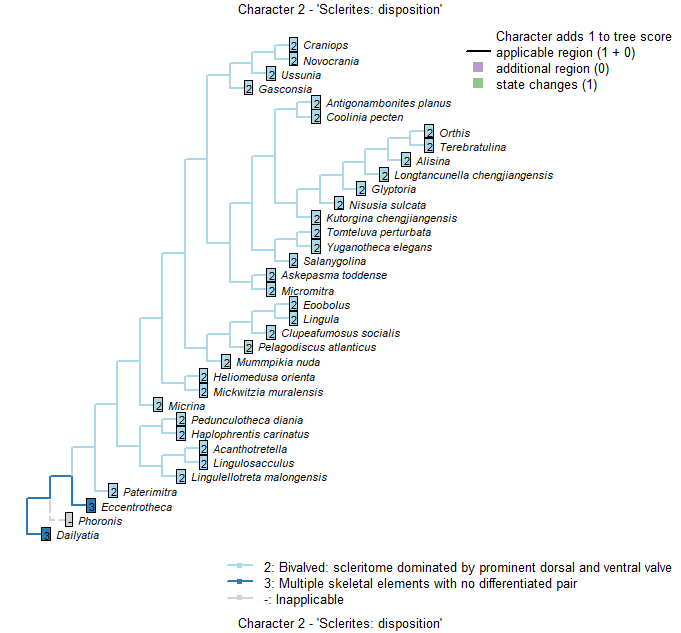 Character 2 - 'Sclerites: disposition'
Character adds 1 to tree score
applicable region (1 + 0)
additional region (0)
state changes (1)
2 Craniops
2 Novocrania
2 Ussunia
2 Gasconsia
2 Antigonambonites planus
2 Coolinia pecten
2 Orthis
2 Terebratulina
2 Alisina
2 Longtancunella chengjiangensis
2 Glyptoria
2 Nisusia sulcata
2 Kutorgina chengjiangensis
2 Tomteluva perturbata
2 Yuganotheca elegans
2 Salanygolina
2 Askepasma toddense
2 Micromitra
2 Eoobolus
2 Lingula
2 Clupeafumosus socialis
2 Pelagodiscus atlanticus
2 Mummpikia nuda
2 Heliomedusa orienta
2 Mickwitzia muralensis
2 Micrina
2 Pedunculotheca diania
2 Haplophrentis carinatus
2 Acanthotretella
2 Lingulosacculus
2 Lingulellotreta malongensis
2 Paterimitra
3 Eccentrotheca
- Phoronis
3 Dailyatia
2: Bivalved: scleritome dominated by prominent dorsal and ventral valve
3: Multiple skeletal elements with no differentiated pair
-: Inapplicable
Character 2 - 'Sclerites: disposition'